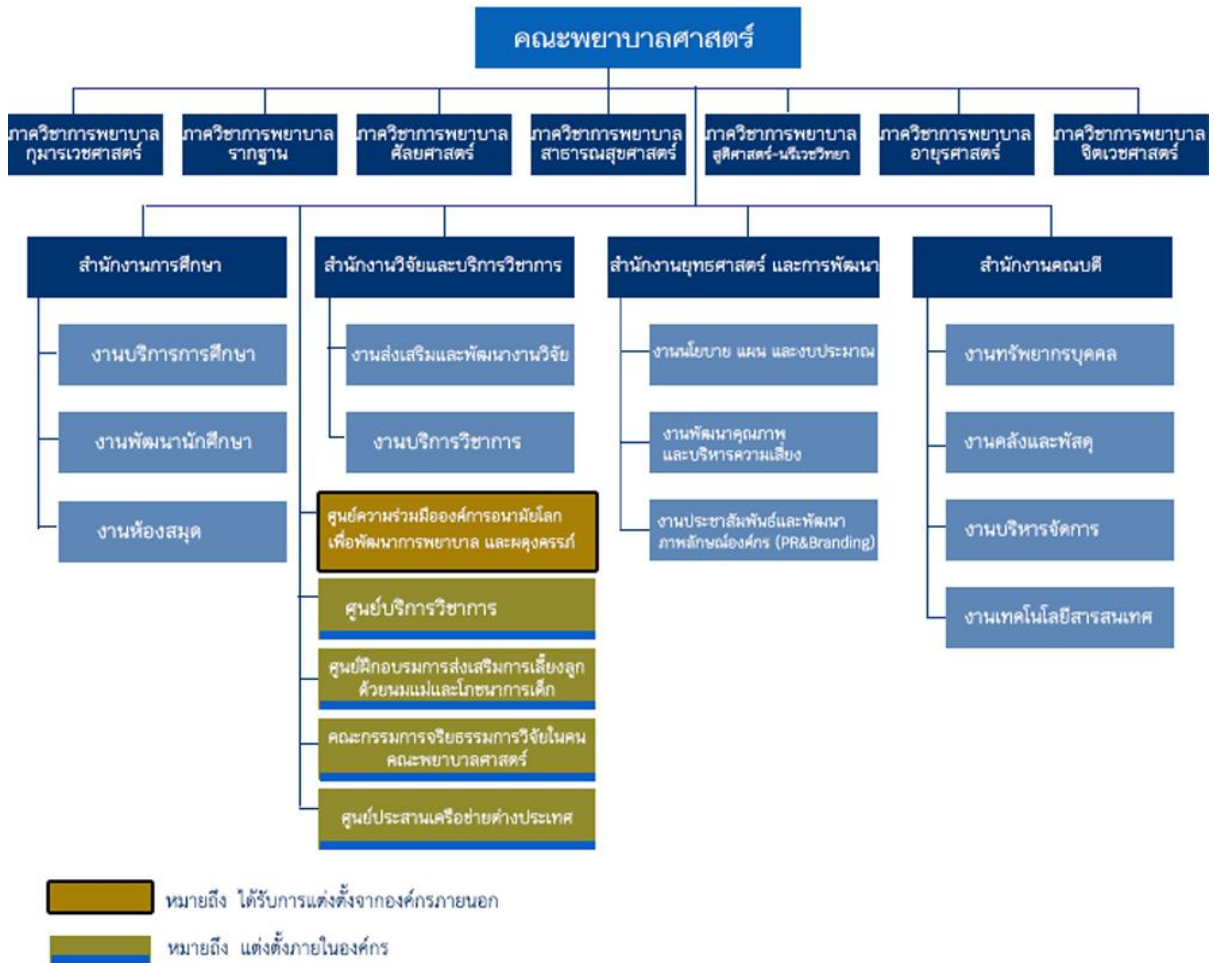 คณะพยาบาลศาสตร์
ภาควิชาการพยาบาล
กุมารเวชศาสตร์
ภาควิชาการพยาบาล
รากฐาน
ภาควิชาการพยาบาล
ศัลยศาสตร์
ภาควิชาการพยาบาล
สาธารณสุขศาสตร์
ภาควิชาการพยาบาล
สูติศาสตร์-นรีเวชวิทยา
ภาควิชาการพยาบาล
อายุรศาสตร์
ภาควิชาการพยาบาล
จิตเวชศาสตร์
สำนักงานการศึกษา
งานบริการการศึกษา
งานพัฒนานักศึกษา
งานห้องสมุด
สำนักงานวิจัยและบริการวิชาการ
งานส่งเสริมและพัฒนางานวิจัย
งานบริการวิชาการ
ศูนย์ความร่วมมือองค์การอนามัยโลก
เพื่อพัฒนาการพยาบาล และผดุงครรภ์
ศูนย์บริการวิชาการ
ศูนย์ฝึกอบรมการส่งเสริมการเลี้ยงลูก
ด้วยนมแม่และโภชนาการเด็ก
คณะกรรมการจริยธรรมการวิจัยในคน
คณะพยาบาลศาสตร์
ศูนย์ประสานเครือข่ายต่างประเทศ
สำนักงานยุทธศาสตร์ และการพัฒนา
งานนโยบาย แผน และงบประมาณ
งานพัฒนาคุณภาพ
และบริหารความเสี่ยง
งานประชาสัมพันธ์และพัฒนา
ภาพลักษณ์องค์กร (PR&Branding)
สำนักงานคณบดี
งานทรัพยากรบุคคล
งานคลังและพัสดุ
งานบริหารจัดการ
งานเทคโนโลยีสารสนเทศ
หมายถึง ได้รับการแต่งตั้งจากองค์กรภายนอก
หมายถึง แต่งตั้งภายในองค์กร